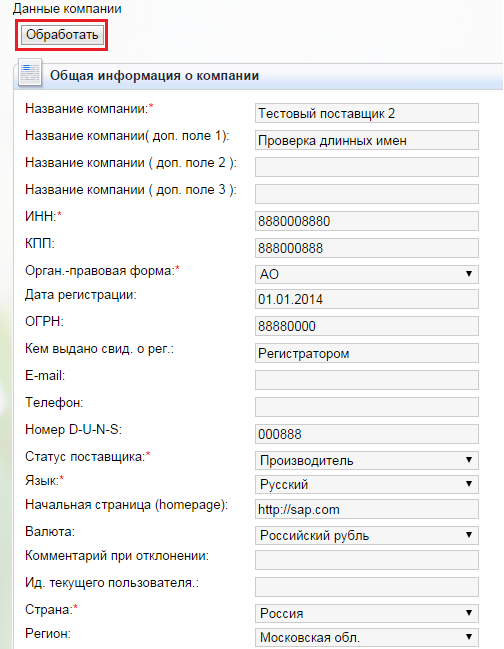 Данные компании
Обработать
Общая информация о компании
Название компании:* Тестовый поставщик 2
Название компании( доп. поле 1): Проверка длинных имен
Название компании ( доп. поле 2 ):
Название компании ( доп. поле 3 ):
ИНН:* 8880008880
КПП: 888000888
Орган.-правовая форма:* АО
Дата регистрации: 01.01.2014
ОГРН: 88880000
Кем выдано свид. о рег.: Регистратором
E-mail:
Телефон:
Номер D-U-N-S: 000888
Статус поставщика:* Производитель
Язык:* Русский
Начальная страница (homepage): http://sap.com
Валюта: Российский рубль
Комментарий при отклонении:
Ид. текущего пользователя.:
Страна:* Россия
Регион: Московская обл.